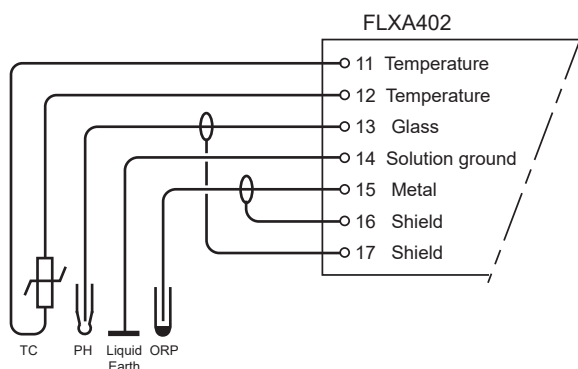 FLXA402
11 Temperature
12 Temperature
13 Glass
14 Solution ground
15 Metal
16 Shield
17 Shield
TC PH Liquid Earth ORP